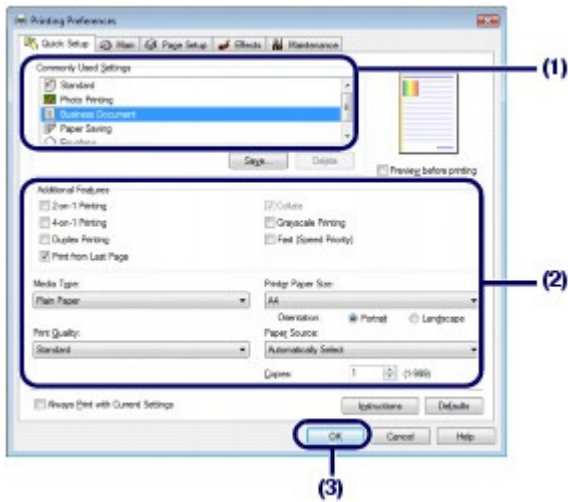 Printing Preferences
Quick Setup Main Page Setup Effects Maintenance
Commonly Used Settings
(1)
Standard
Photo Printing
Business Document
Paper Saving
Envelope
Save... Delete
Preview before printing
Additional Features
2-on-1 Printing
Collate
4-on-1 Printing
Grayscale Printing
Duplex Printing
Fast (Speed Priority)
Print from Last Page
(2)
Media Type:
Printer Paper Size:
Plain Paper
A4
Orientation: Portrait Landscape
Print Quality:
Paper Source:
Standard
Automatically Select
Copies: 1 (1-999)
Always Print with Current Settings
Instructions Defaults
OK Cancel Help
(3)